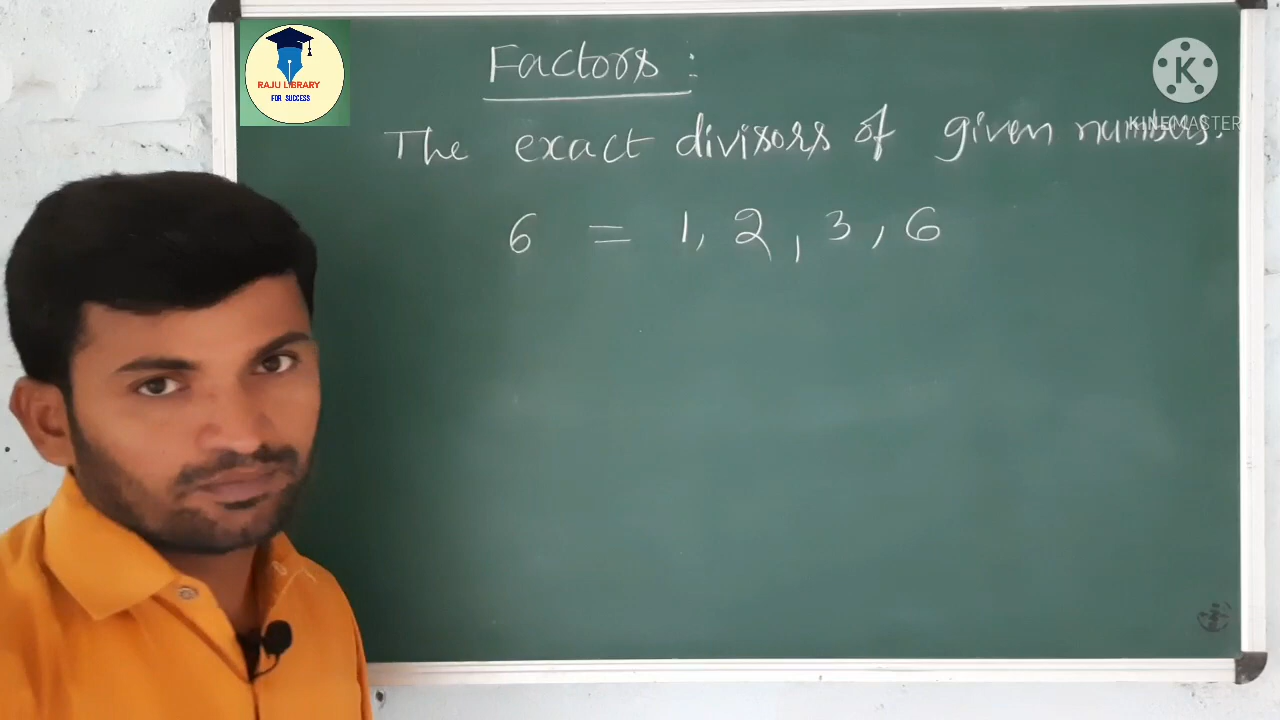 RAJU LIBRARY
FOR SUCCESS
K
KINEMASTER
Factors :
The exact divisors of given numbers.
6 = 1, 2, 3, 6